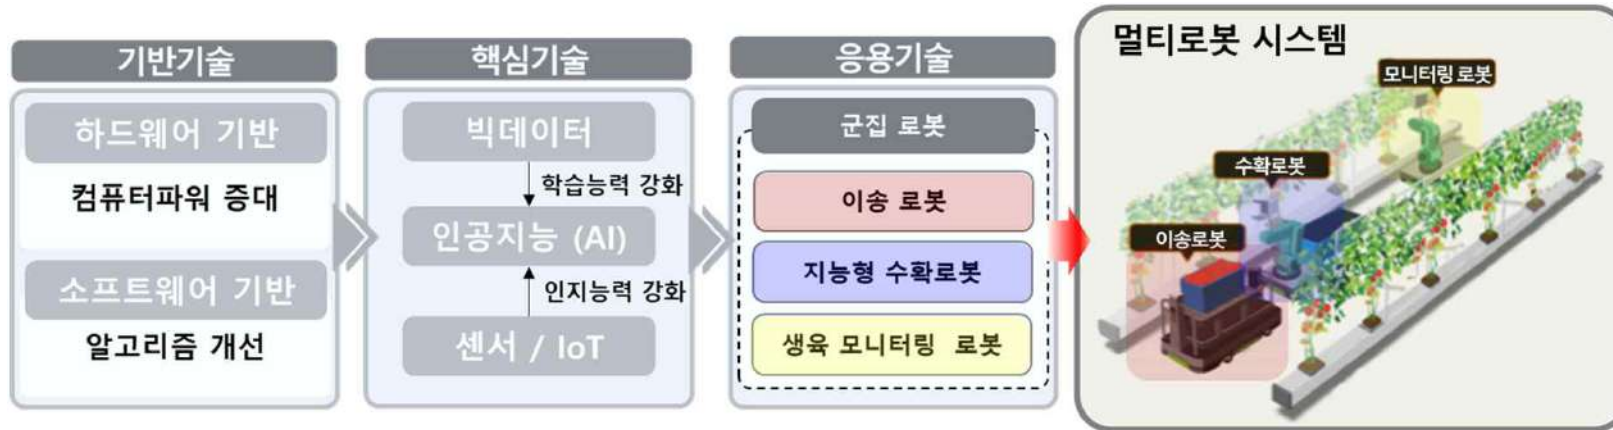 기반기술
하드웨어 기반
컴퓨터파워 증대
소프트웨어 기반
알고리즘 개선
핵심기술
빅데이터
학습능력 강화
인공지능 (AI)
인지능력 강화
센서 / IoT
응용기술
군집 로봇
이송 로봇
지능형 수확로봇
생육 모니터링 로봇
멀티로봇 시스템
모니터링 로봇
수확로봇
이송로봇